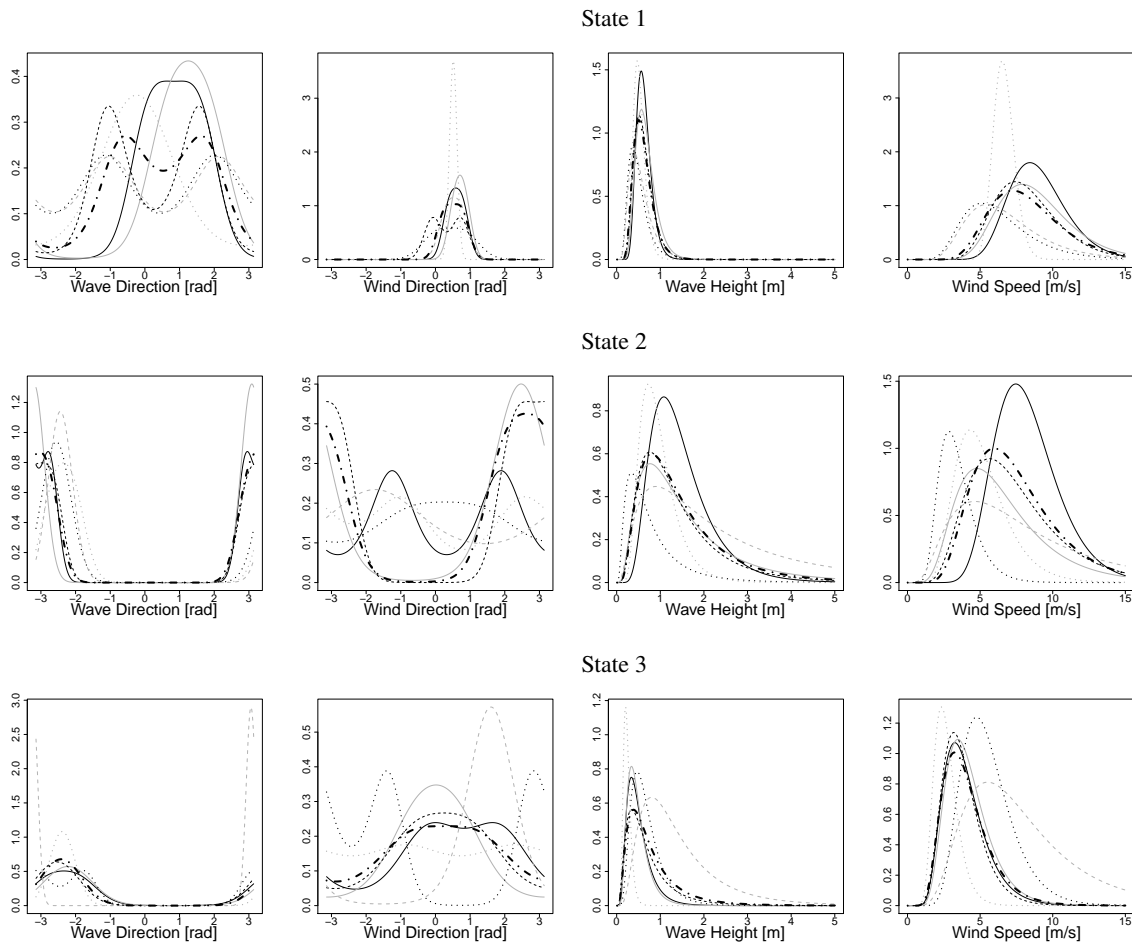 State 1
0.0 0.1 0.2 0.3 0.4
−3 −2 −1 0 1 2 3
Wave Direction [rad]
0 1 2 3
−3 −2 −1 0 1 2 3
Wind Direction [rad]
0.0 0.5 1.0 1.5
0 1 2 3 4 5
Wave Height [m]
0 1 2 3
0 5 10 15
Wind Speed [m/s]
State 2
0.0 0.2 0.4 0.6 0.8 1.0 1.2
−3 −2 −1 0 1 2 3
Wave Direction [rad]
0.0 0.1 0.2 0.3 0.4 0.5
−3 −2 −1 0 1 2 3
Wind Direction [rad]
0.0 0.2 0.4 0.6 0.8
0 1 2 3 4 5
Wave Height [m]
0.0 0.5 1.0 1.5
0 5 10 15
Wind Speed [m/s]
State 3
0.0 0.5 1.0 1.5 2.0 2.5 3.0
−3 −2 −1 0 1 2 3
Wave Direction [rad]
0.0 0.1 0.2 0.3 0.4 0.5
−3 −2 −1 0 1 2 3
Wind Direction [rad]
0.0 0.2 0.4 0.6 0.8 1.0 1.2
0 1 2 3 4 5
Wave Height [m]
0.0 0.2 0.4 0.6 0.8 1.0 1.2
0 5 10 15
Wind Speed [m/s]